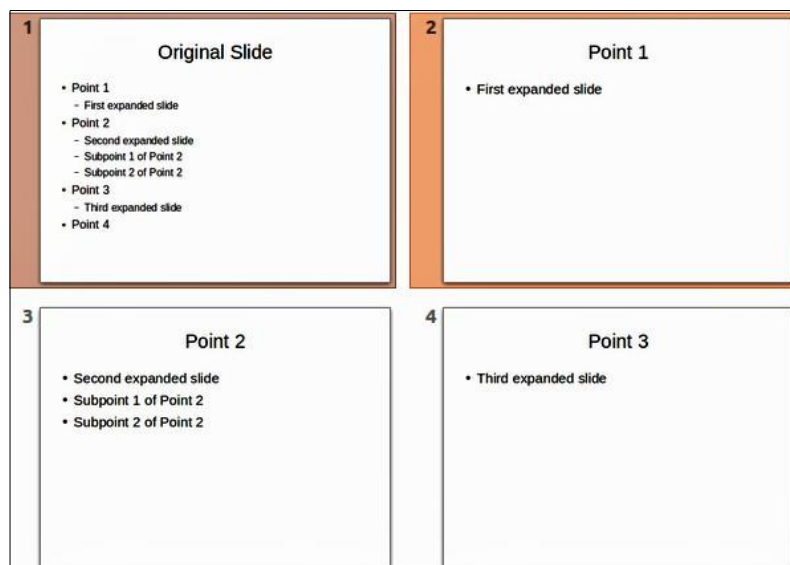 1
Original Slide
• Point 1
– First expanded slide
• Point 2
– Second expanded slide
– Subpoint 1 of Point 2
– Subpoint 2 of Point 2
• Point 3
– Third expanded slide
• Point 4
2
Point 1
• First expanded slide
3
Point 2
• Second expanded slide
• Subpoint 1 of Point 2
• Subpoint 2 of Point 2
4
Point 3
• Third expanded slide